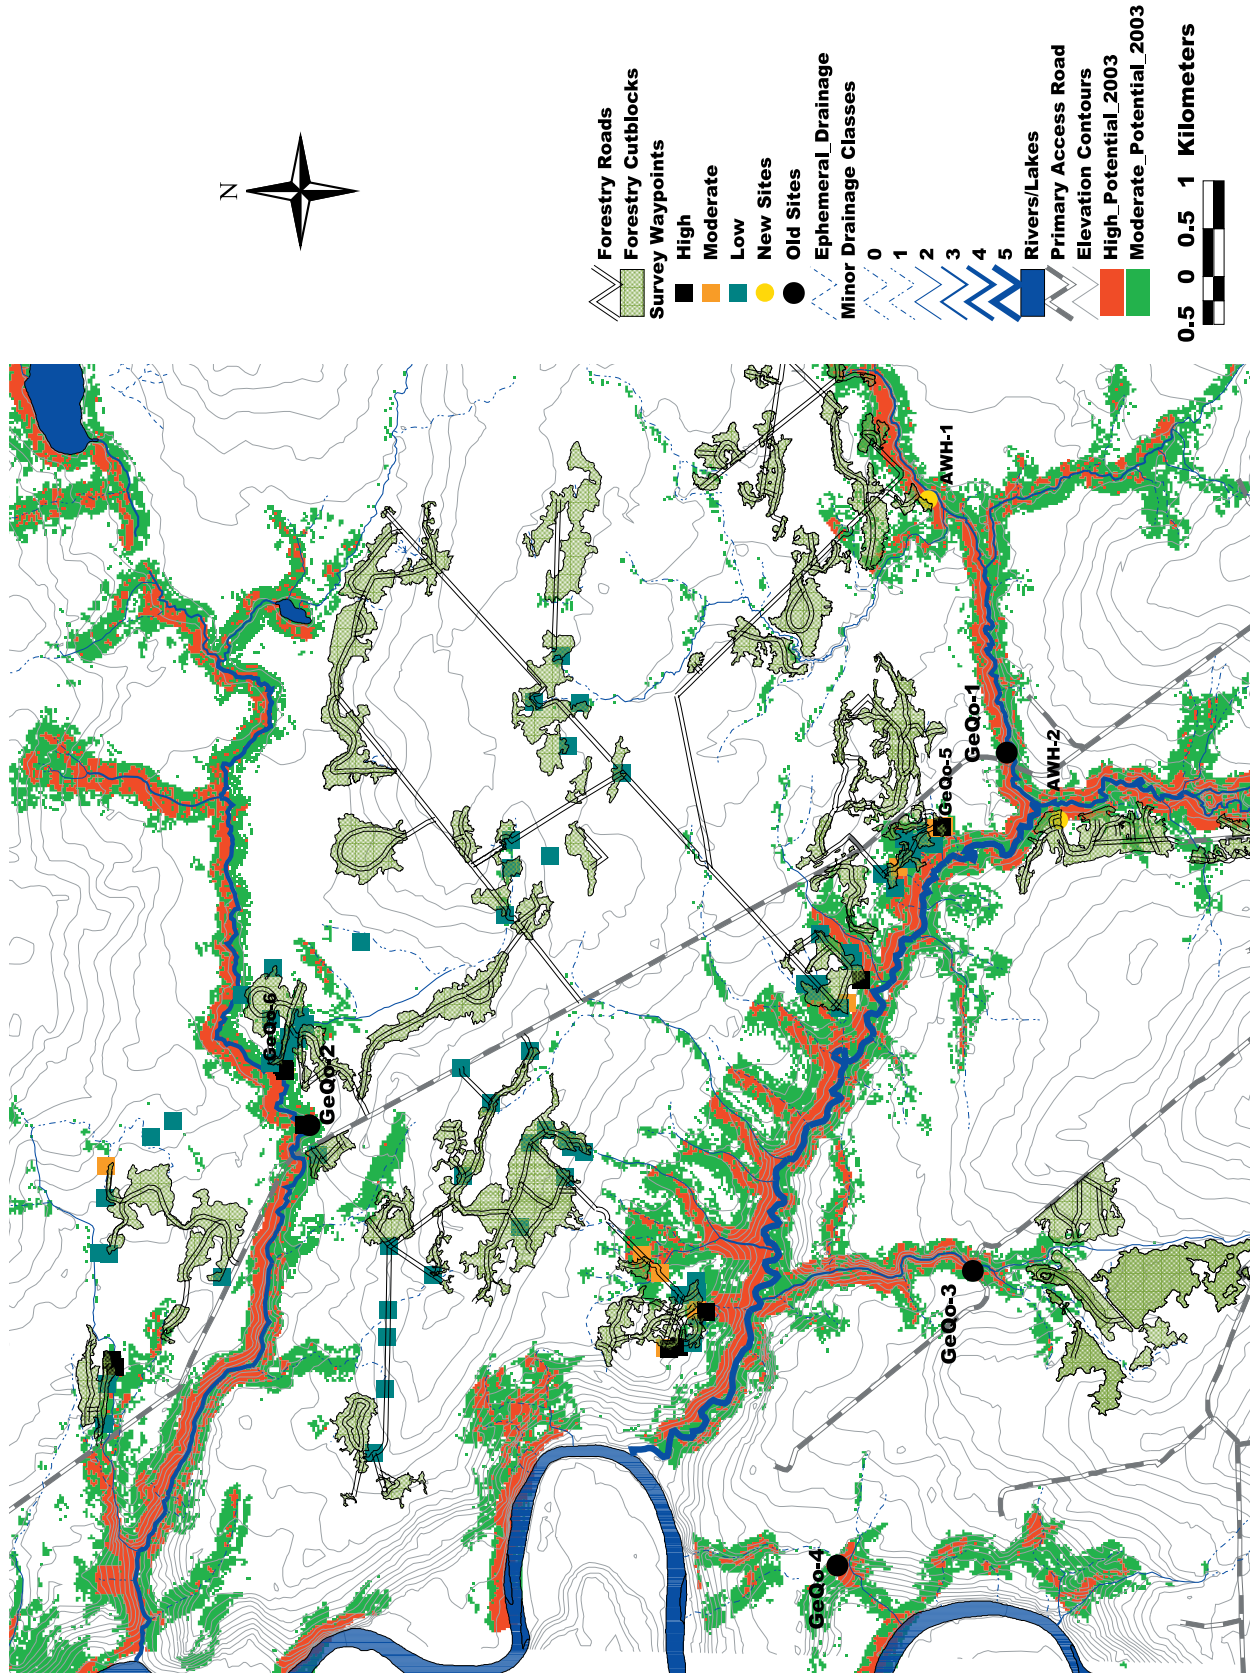 N
Forestry Roads
Forestry Cutblocks
Survey Waypoints
High
Moderate
Low
New Sites
Old Sites
Ephemeral_Drainage
Minor Drainage Classes
0
1
2
3
4
5
Rivers/Lakes
Primary Access Road
Elevation Contours
High_Potential_2003
Moderate_Potential_2003
0.5 0 0.5 1 Kilometers
GeQo-6
GeQo-2
AWH-1
GeQo-1
GeQo-5
AWH-2
GeQo-3
GeQo-4